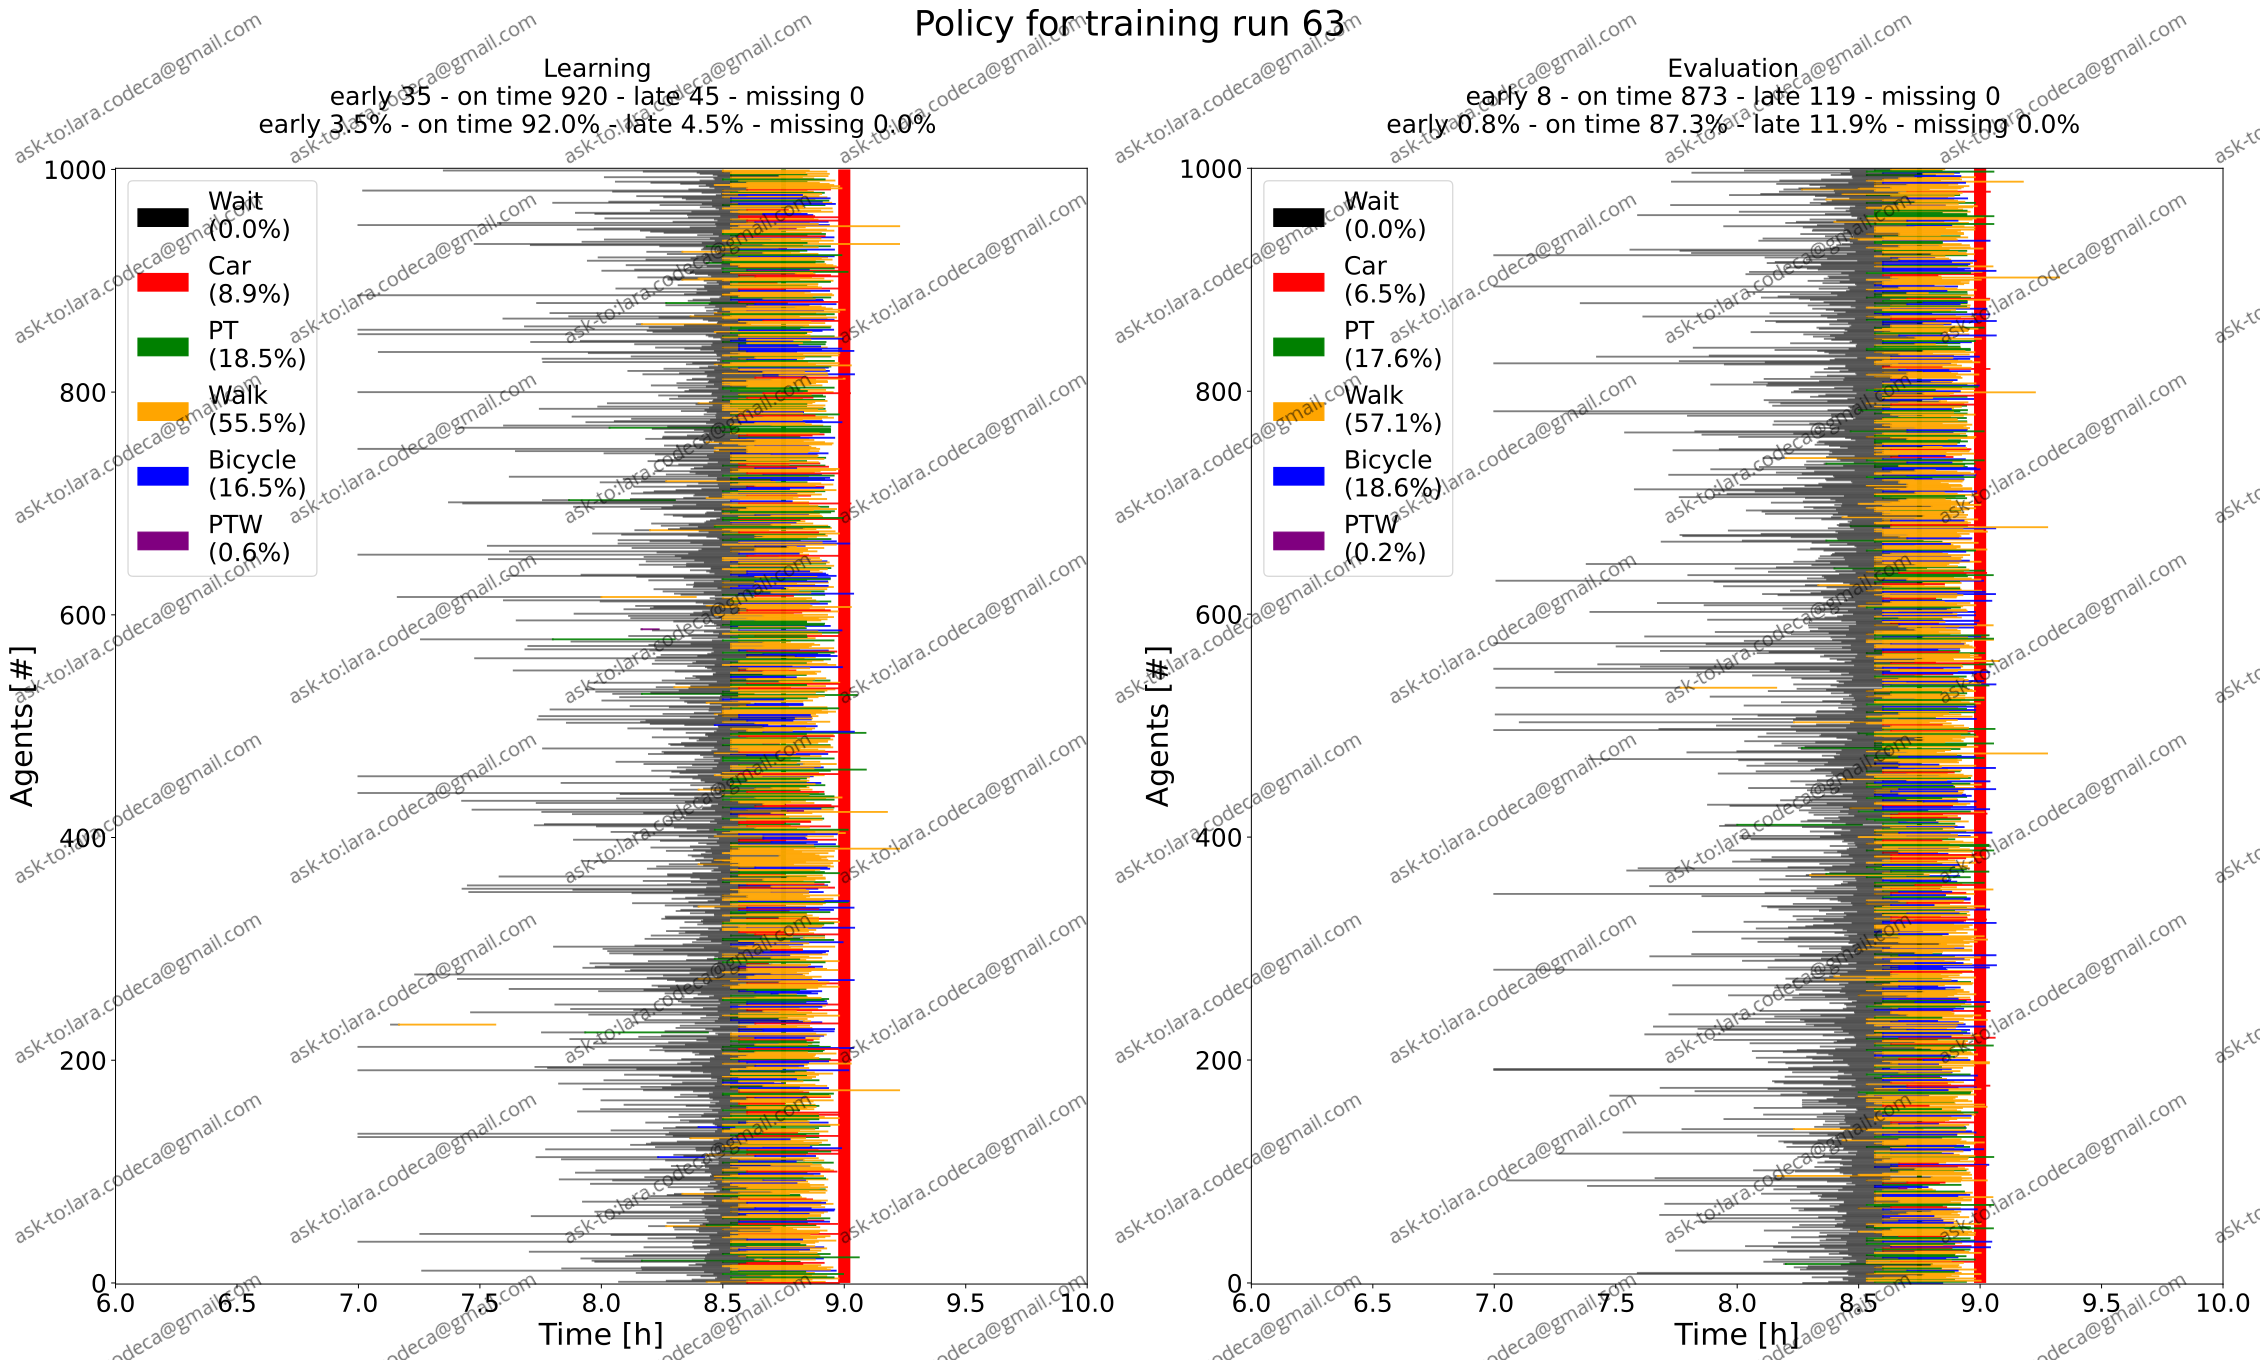 Policy for training run 63
Learning
early 35 - on time 920 - late 45 - missing 0
early 3.5% - on time 92.0% - late 4.5% - missing 0.0%
1000
800
600
400
200
0
Agents [#]
Wait
(0.0%)
Car
(8.9%)
PT
(18.5%)
Walk
(55.5%)
Bicycle
(16.5%)
PTW
(0.6%)
6.0 6.5 7.0 7.5 8.0 8.5 9.0 9.5 10.0
Time [h]
Evaluation
early 8 - on time 873 - late 119 - missing 0
early 0.8% - on time 87.3% - late 11.9% - missing 0.0%
1000
800
600
400
200
0
Agents [#]
Wait
(0.0%)
Car
(6.5%)
PT
(17.6%)
Walk
(57.1%)
Bicycle
(18.6%)
PTW
(0.2%)
6.0 6.5 7.0 7.5 8.0 8.5 9.0 9.5 10.0
Time [h]
ask-to:lara.codeca@gmail.com